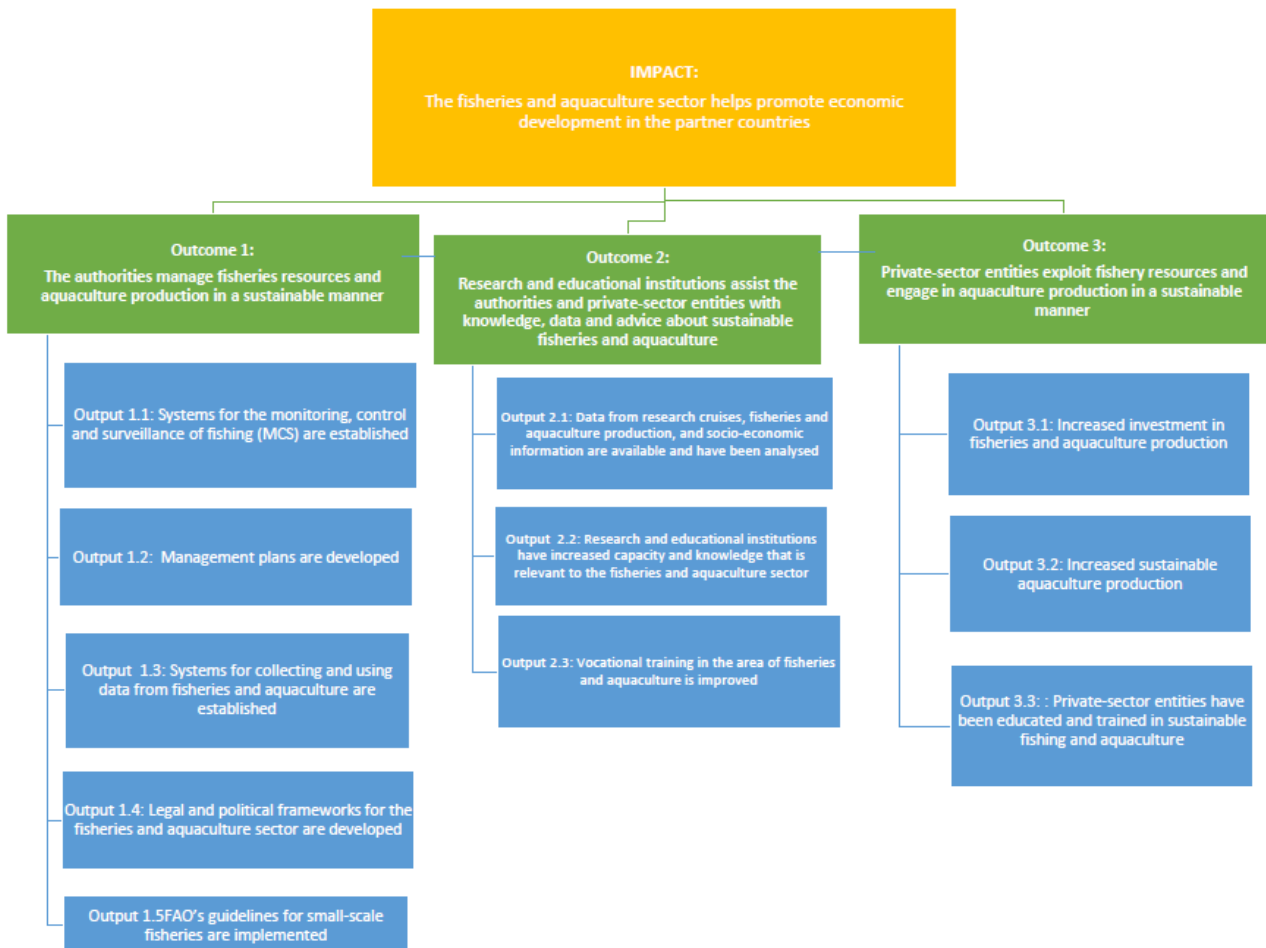 IMPACT:
The fisheries and aquaculture sector helps promote economic
development in the partner countries
Outcome 1:
The authorities manage fisheries resources and
aquaculture production in a sustainable manner
Outcome 2:
Research and educational institutions assist the
authorities and private-sector entities with
knowledge, data and advice about sustainable
fisheries and aquaculture
Outcome 3:
Private-sector entities exploit fishery resources and
engage in aquaculture production in a sustainable
manner
Output 1.1: Systems for the monitoring, control
and surveillance of fishing (MCS) are established
Output 1.2:  Management plans are developed
Output  1.3: Systems for collecting and using
data from fisheries and aquaculture are
established
Output 1.4: Legal and political frameworks for the
fisheries and aquaculture sector are developed
Output 1.5FAO's guidelines for small-scale
fisheries are implemented
Output 2.1: Data from research cruises, fisheries and
aquaculture production, and socio-economic
information are available and have been analysed
Output  2.2: Research and educational institutions
have increased capacity and knowledge that is
relevant to the fisheries and aquaculture sector
Output 2.3: Vocational training in the area of fisheries
and aquaculture is improved
Output 3.1: Increased investment in
fisheries and aquaculture production
Output 3.2: Increased sustainable
aquaculture production
Output 3.3: : Private-sector entities have
been educated and trained in sustainable
fishing and aquaculture